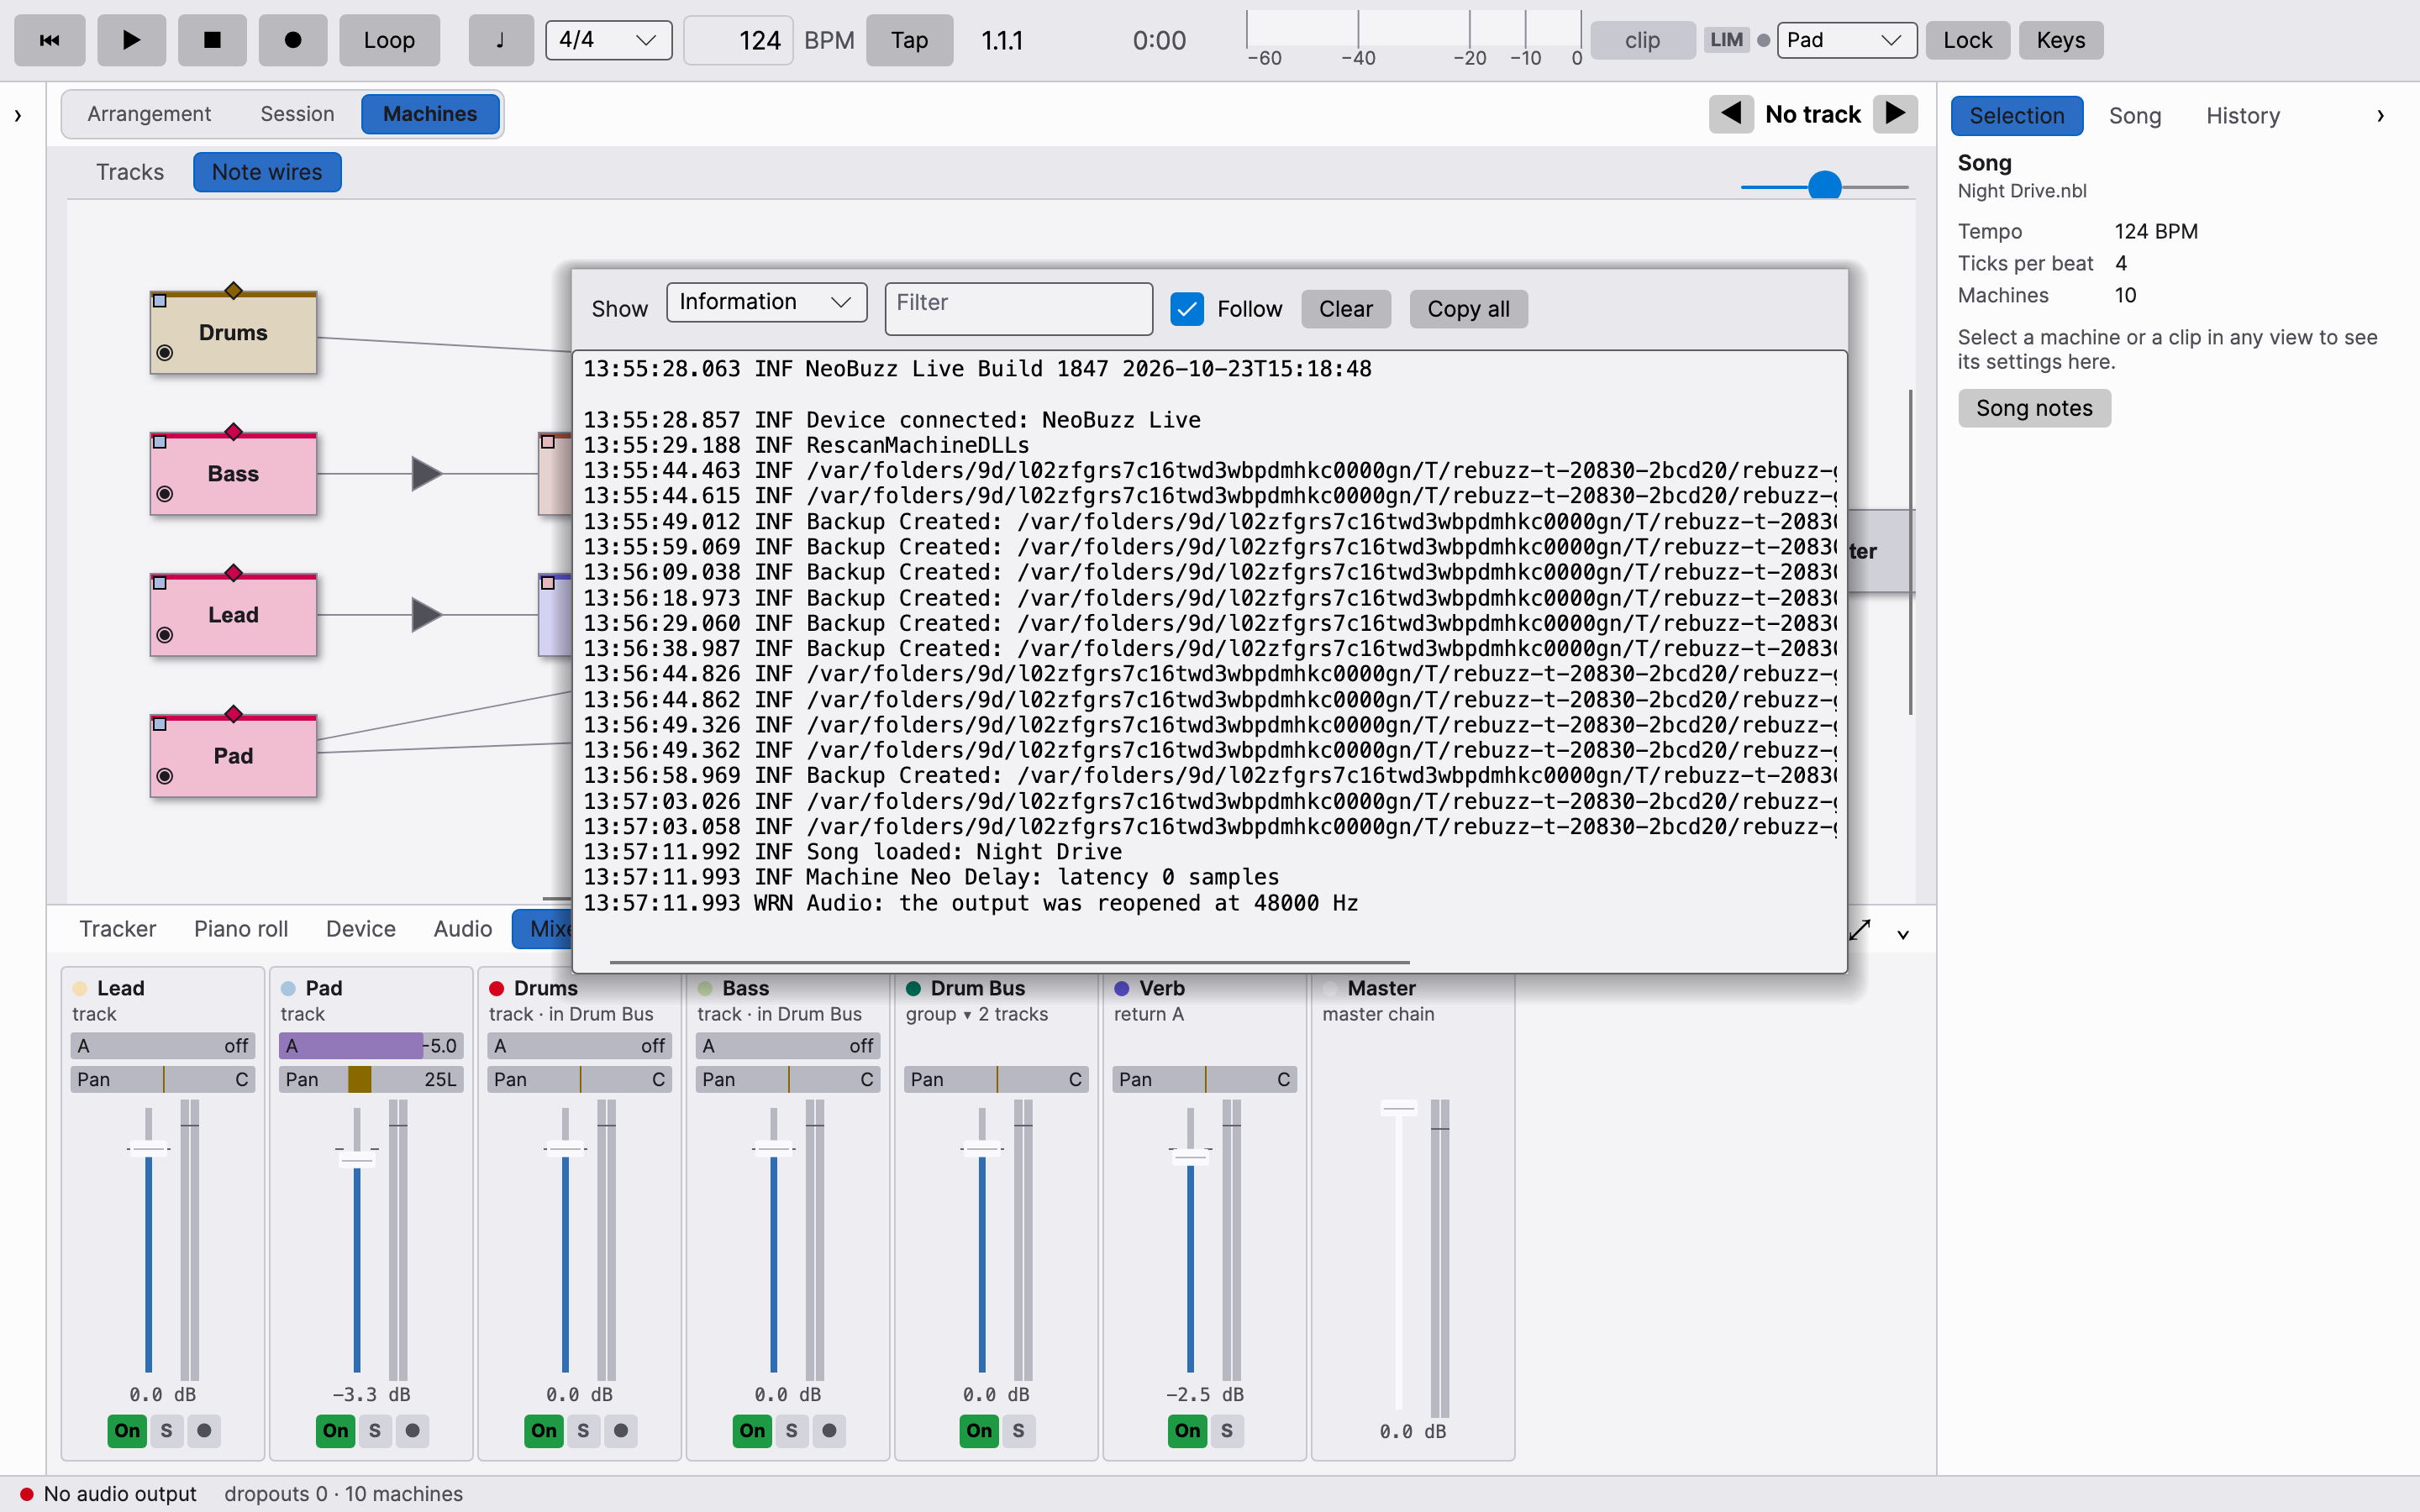 Loop
4/4
124 BPM
Tap
1.1.1
0:00
−60 −40 −20 −10 0
clip
LIM
Pad
Lock
Keys
Arrangement Session Machines
No track
Selection Song History
Tracks Note wires
Song
Night Drive.nbl
Tempo 124 BPM
Ticks per beat 4
Machines 10
Select a machine or a clip in any view to see
its settings here.
Song notes
Drums
Bass
Lead
Pad
ter
Show Information Filter Follow Clear Copy all
13:55:28.063 INF NeoBuzz Live Build 1847 2026-10-23T15:18:48
13:55:28.857 INF Device connected: NeoBuzz Live
13:55:29.188 INF RescanMachineDLLs
13:55:44.463 INF /var/folders/9d/l02zfgrs7c16twd3wbpdmhkc0000gn/T/rebuzz-t-20830-2bcd20/rebuzz-
13:55:44.615 INF /var/folders/9d/l02zfgrs7c16twd3wbpdmhkc0000gn/T/rebuzz-t-20830-2bcd20/rebuzz-
13:55:49.012 INF Backup Created: /var/folders/9d/l02zfgrs7c16twd3wbpdmhkc0000gn/T/rebuzz-t-2083
13:55:59.069 INF Backup Created: /var/folders/9d/l02zfgrs7c16twd3wbpdmhkc0000gn/T/rebuzz-t-2083
13:56:09.038 INF Backup Created: /var/folders/9d/l02zfgrs7c16twd3wbpdmhkc0000gn/T/rebuzz-t-2083
13:56:18.973 INF Backup Created: /var/folders/9d/l02zfgrs7c16twd3wbpdmhkc0000gn/T/rebuzz-t-2083
13:56:29.060 INF Backup Created: /var/folders/9d/l02zfgrs7c16twd3wbpdmhkc0000gn/T/rebuzz-t-2083
13:56:38.987 INF Backup Created: /var/folders/9d/l02zfgrs7c16twd3wbpdmhkc0000gn/T/rebuzz-t-2083
13:56:44.826 INF /var/folders/9d/l02zfgrs7c16twd3wbpdmhkc0000gn/T/rebuzz-t-20830-2bcd20/rebuzz-
13:56:44.862 INF /var/folders/9d/l02zfgrs7c16twd3wbpdmhkc0000gn/T/rebuzz-t-20830-2bcd20/rebuzz-
13:56:49.326 INF /var/folders/9d/l02zfgrs7c16twd3wbpdmhkc0000gn/T/rebuzz-t-20830-2bcd20/rebuzz-
13:56:49.362 INF /var/folders/9d/l02zfgrs7c16twd3wbpdmhkc0000gn/T/rebuzz-t-20830-2bcd20/rebuzz-
13:56:58.969 INF Backup Created: /var/folders/9d/l02zfgrs7c16twd3wbpdmhkc0000gn/T/rebuzz-t-2083
13:57:03.026 INF /var/folders/9d/l02zfgrs7c16twd3wbpdmhkc0000gn/T/rebuzz-t-20830-2bcd20/rebuzz-
13:57:03.058 INF /var/folders/9d/l02zfgrs7c16twd3wbpdmhkc0000gn/T/rebuzz-t-20830-2bcd20/rebuzz-
13:57:11.992 INF Song loaded: Night Drive
13:57:11.993 INF Machine Neo Delay: latency 0 samples
13:57:11.993 WRN Audio: the output was reopened at 48000 Hz
Tracker Piano roll Device Audio Mixe
Lead Pad Drums Bass Drum Bus Verb Master
track track track · in Drum Bus track · in Drum Bus group ▾ 2 tracks return A master chain
A off A −5.0 A off A off
Pan C Pan 25L Pan C Pan C Pan C Pan C
0.0 dB −3.3 dB 0.0 dB 0.0 dB 0.0 dB −2.5 dB 0.0 dB
On S On S On S On S On S On S
No audio output dropouts 0 · 10 machines